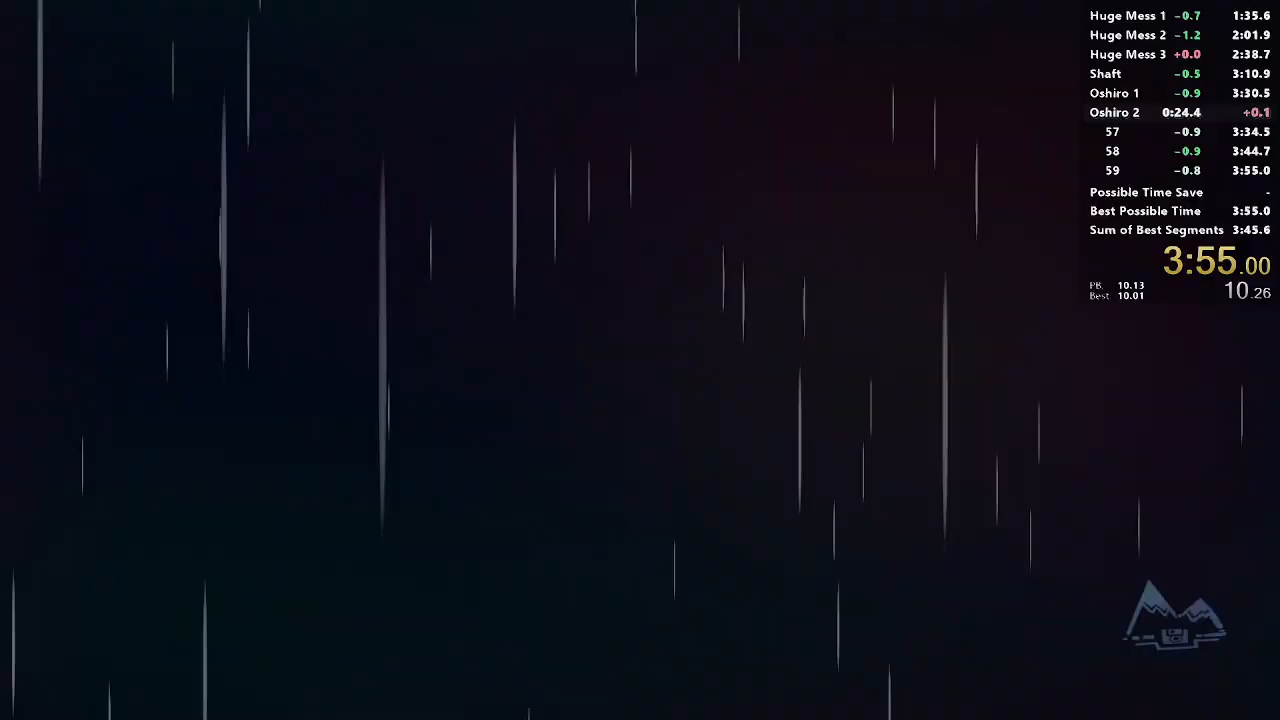 Huge Mess 1 -0.7 1:35.6
Huge Mess 2 -1.2 2:01.9
Huge Mess 3 +0.0 2:38.7
Shaft -0.5 3:10.9
Oshiro 1 -0.9 3:30.5
Oshiro 2 0:24.4 +0.1
57 -0.9 3:34.5
58 -0.9 3:44.7
59 -0.8 3:55.0
Possible Time Save -
Best Possible Time 3:55.0
Sum of Best Segments 3:45.6
3:55.00
PB: 10.13 10.26
Best: 10.01